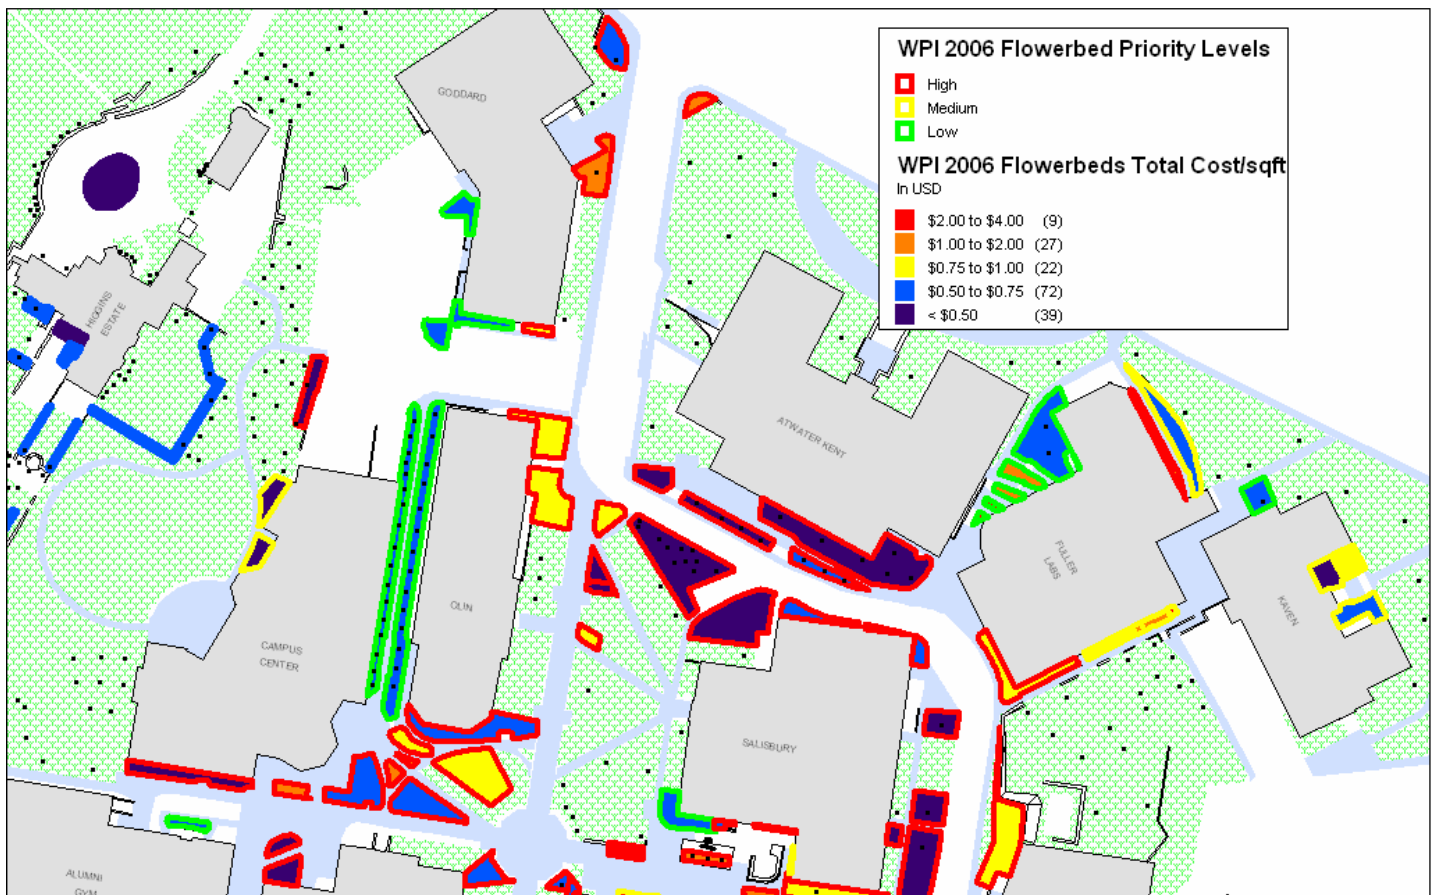 WPI 2006 Flowerbed Priority Levels
High
Medium
Low
WPI 2006 Flowerbeds Total Cost/sqft
In USD
$2.00 to $4.00 (9)
$1.00 to $2.00 (27)
$0.75 to $1.00 (22)
$0.50 to $0.75 (72)
< $0.50 (39)
GODDARD
HIGGINS
ESTATE
ATWATER KENT
FULLER
LABS
KAVEN
OLIN
CAMPUS
CENTER
SALISBURY
ALUMNI
GYM